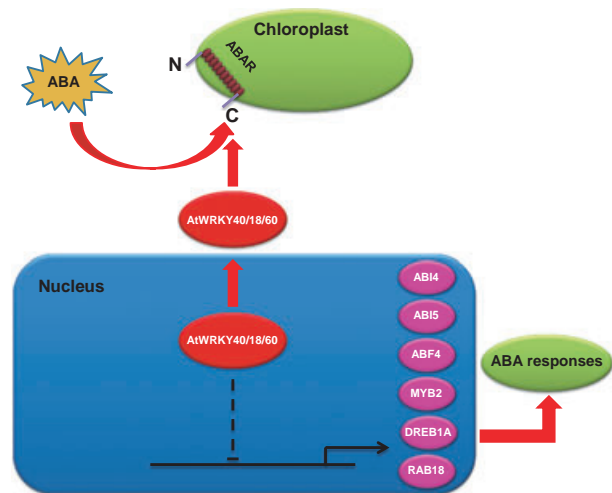 Chloroplast
ABA
N
ABAR
C
AtWRKY40/18/60
Nucleus
ABI4
ABI5
AtWRKY40/18/60
ABF4
ABA responses
MYB2
DREB1A
RAB18